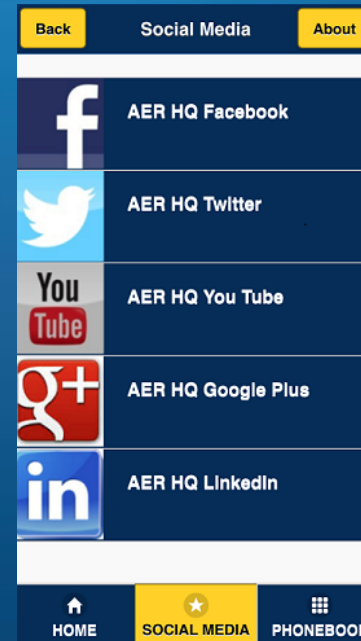 Back Social Media About
f AER HQ Facebook
AER HQ Twitter
You Tube AER HQ You Tube
g+ AER HQ Google Plus
in AER HQ LinkedIn
HOME SOCIAL MEDIA PHONEBOOK